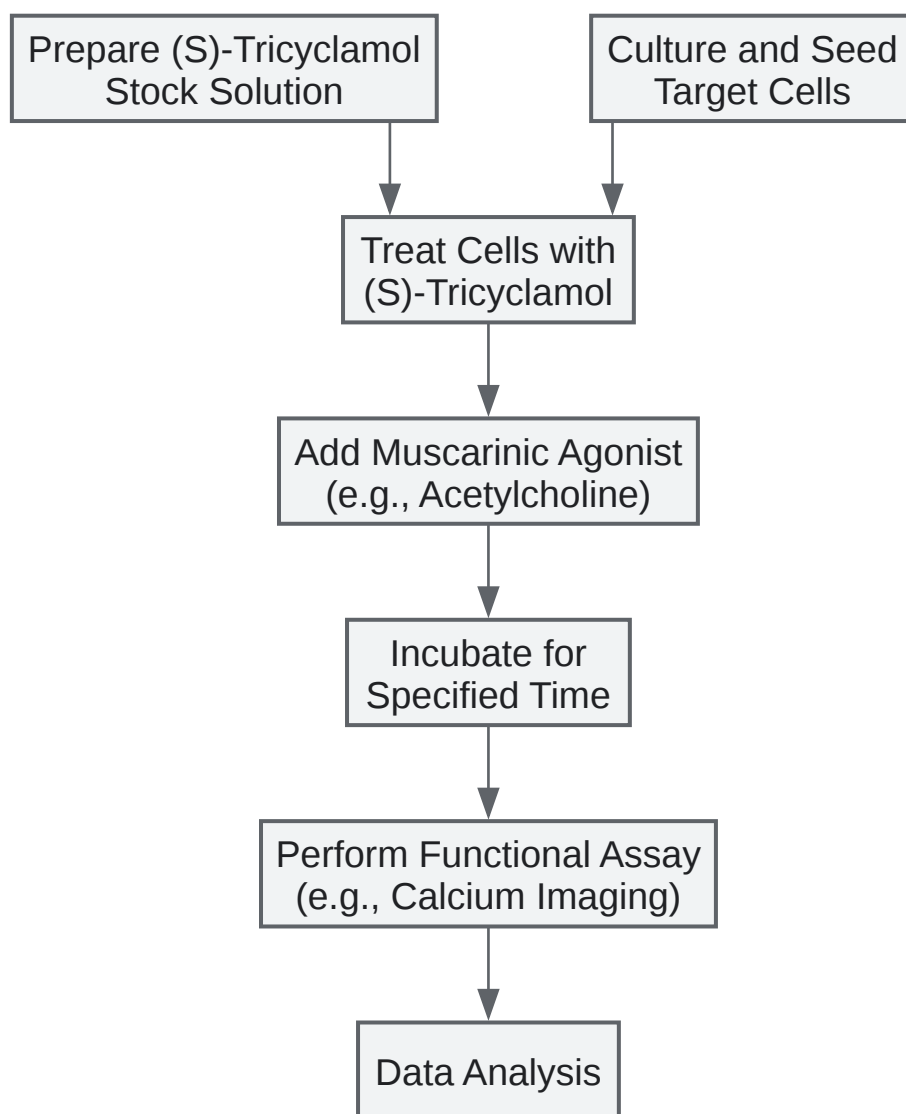 Prepare (S)-Tricyclamol
Stock Solution
Culture and Seed
Target Cells
Treat Cells with
(S)-Tricyclamol
Add Muscarinic Agonist
(e.g., Acetylcholine)
Incubate for
Specified Time
Perform Functional Assay
(e.g., Calcium Imaging)
Data Analysis